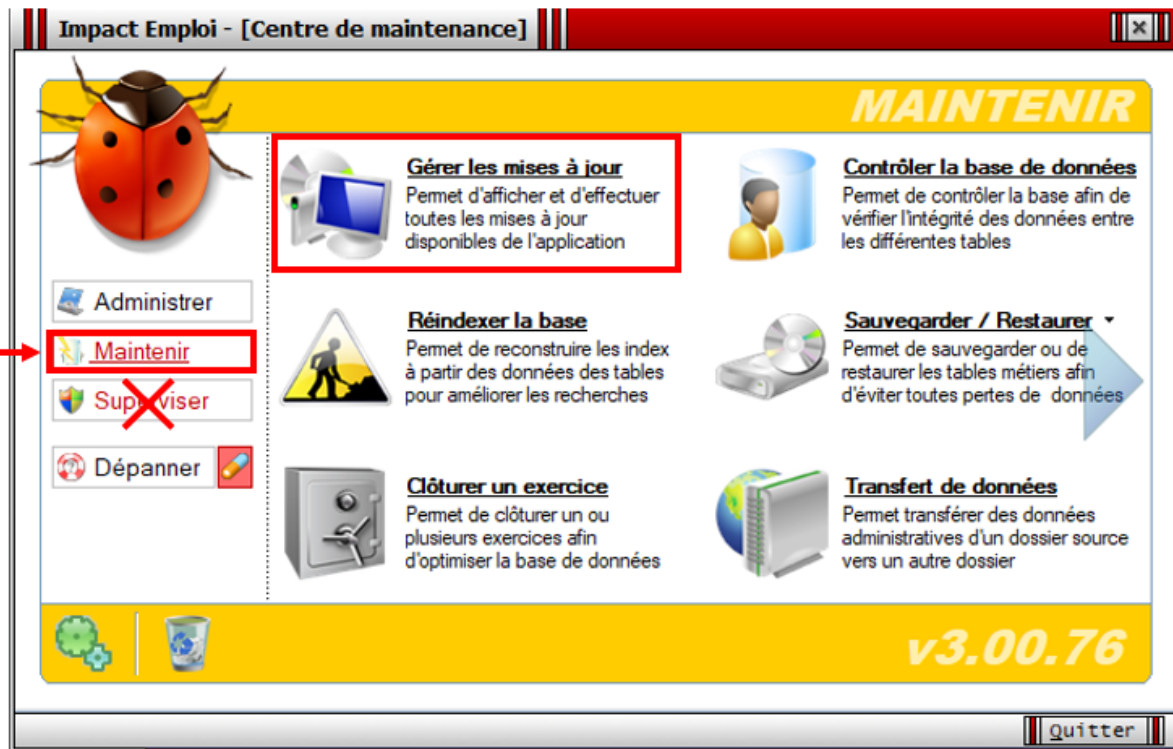 Impact Emploi - [Centre de maintenance]
MAINTENIR
Gérer les mises à jour
Permet d'afficher et d'effectuer
toutes les mises à jour
disponibles de l'application
Contrôler la base de données
Permet de contrôler la base afin de
vérifier l'intégrité des données entre
les différentes tables
Administrer
Maintenir
Superviser
Dépanner
Réindexer la base
Permet de reconstruire les index
à partir des données des tables
pour améliorer les recherches
Sauvegarder / Restaurer
Permet de sauvegarder ou de
restaurer les tables métiers afin
d'éviter toutes pertes de données
Clôturer un exercice
Permet de clôturer un ou
plusieurs exercices afin
d'optimiser la base de données
Transfert de données
Permet transférer des données
administratives d'un dossier source
vers un autre dossier
v3.00.76
Quitter